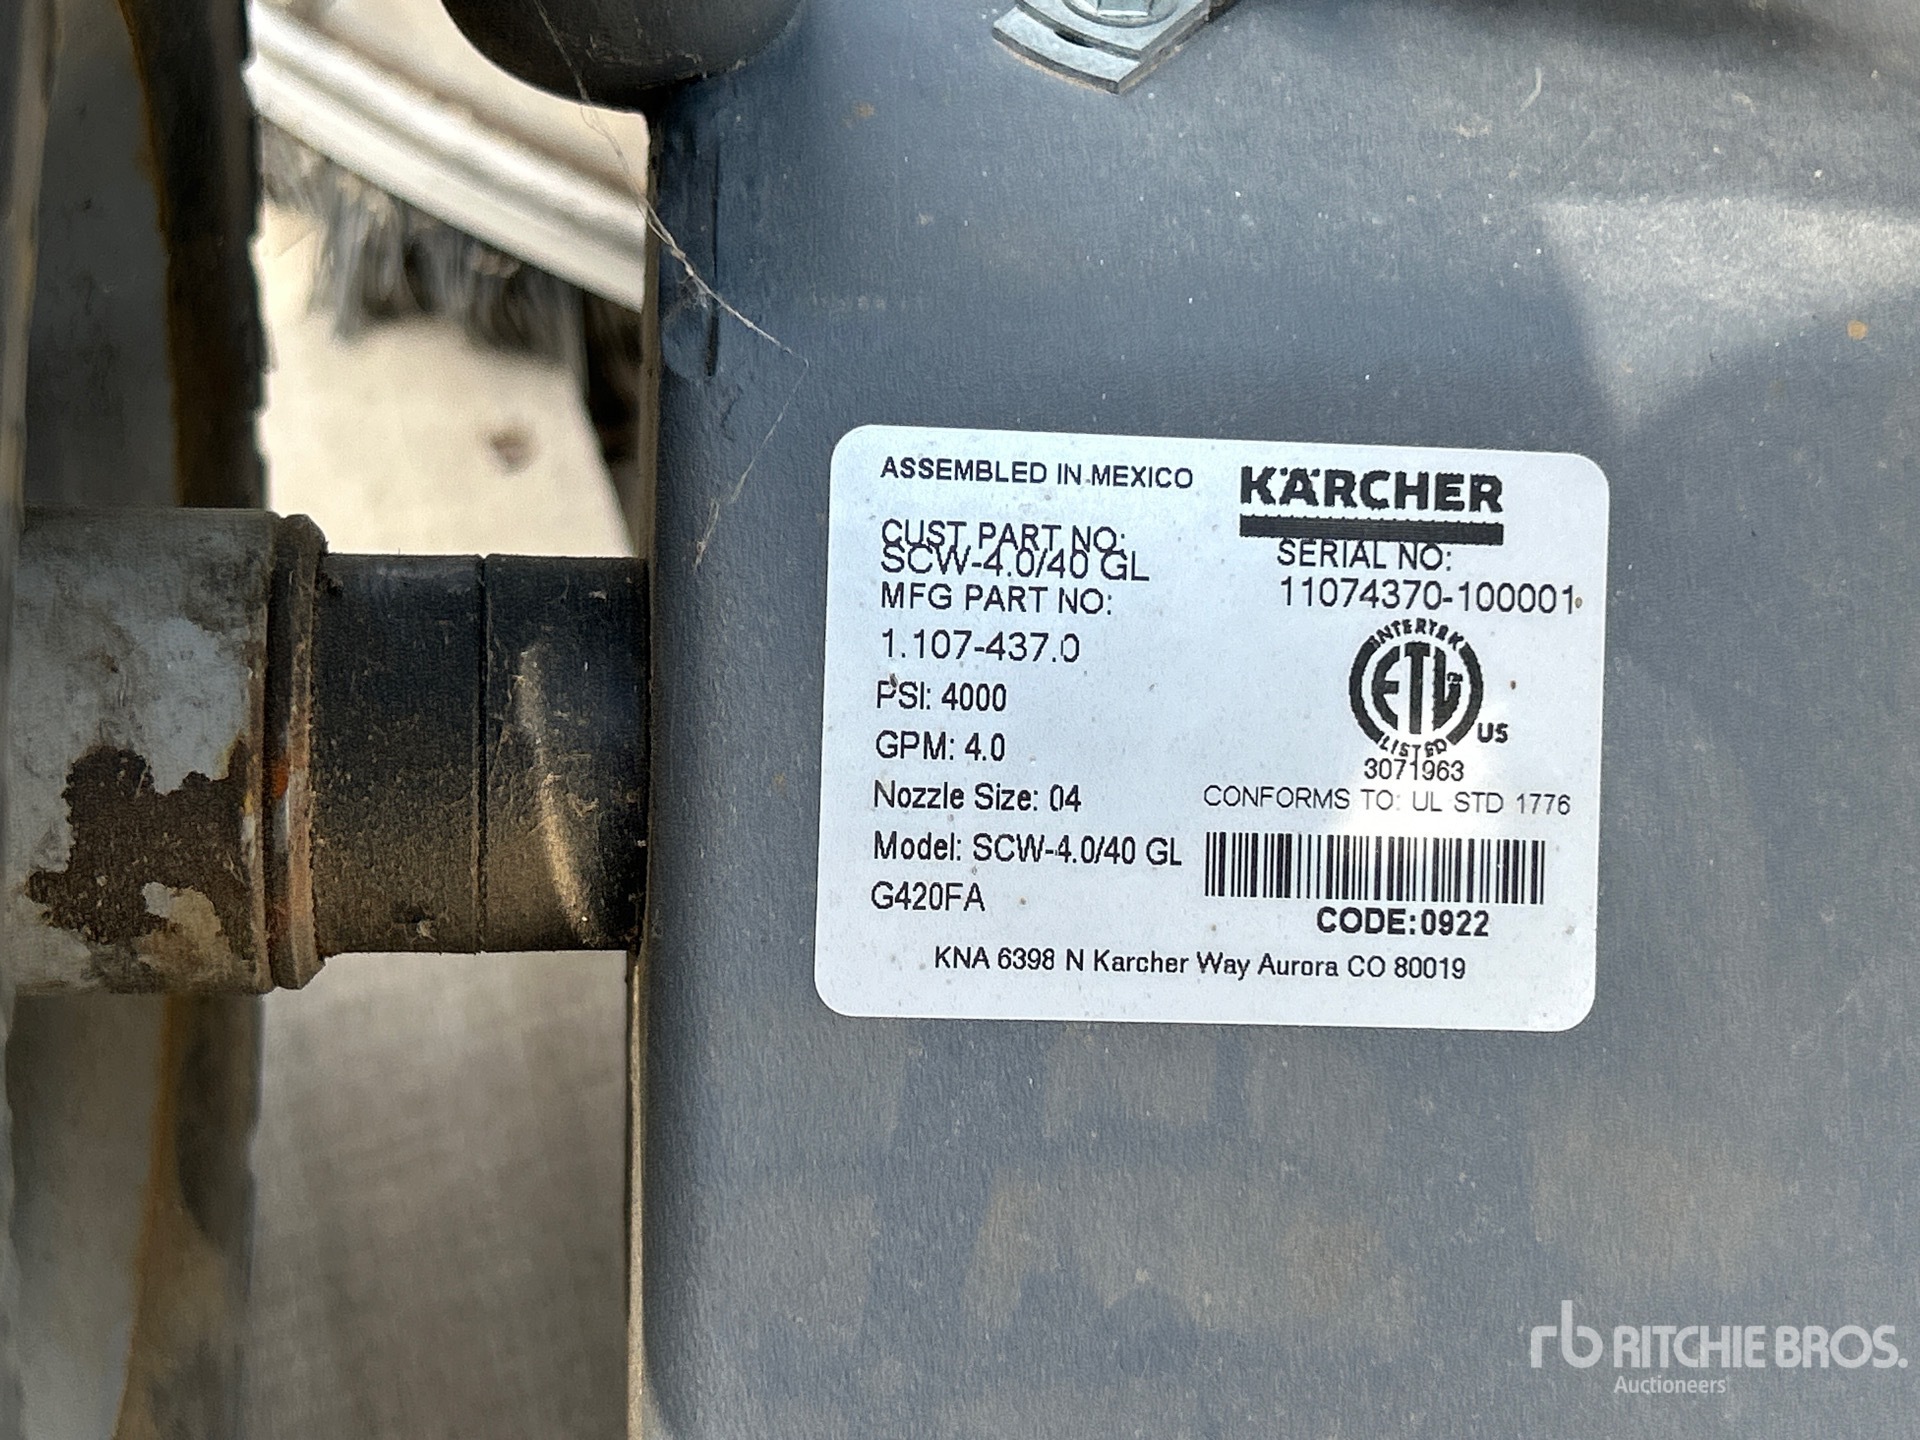 ASSEMBLED IN MEXICO
KÄRCHER
CUST PART NO:
SCW-4.0/40 GL
SERIAL NO:
11074370-100001
MFG PART NO:
1.107-437.0
PSI: 4000
GPM: 4.0
Nozzle Size: 04
Model: SCW-4.0/40 GL
G420FA
INTERTEK
ETL
LISTED
US
3071963
CONFORMS TO: UL STD 1776
CODE:0922
KNA 6398 N Karcher Way Aurora CO 80019
rb RITCHIE BROS.
Auctioneers